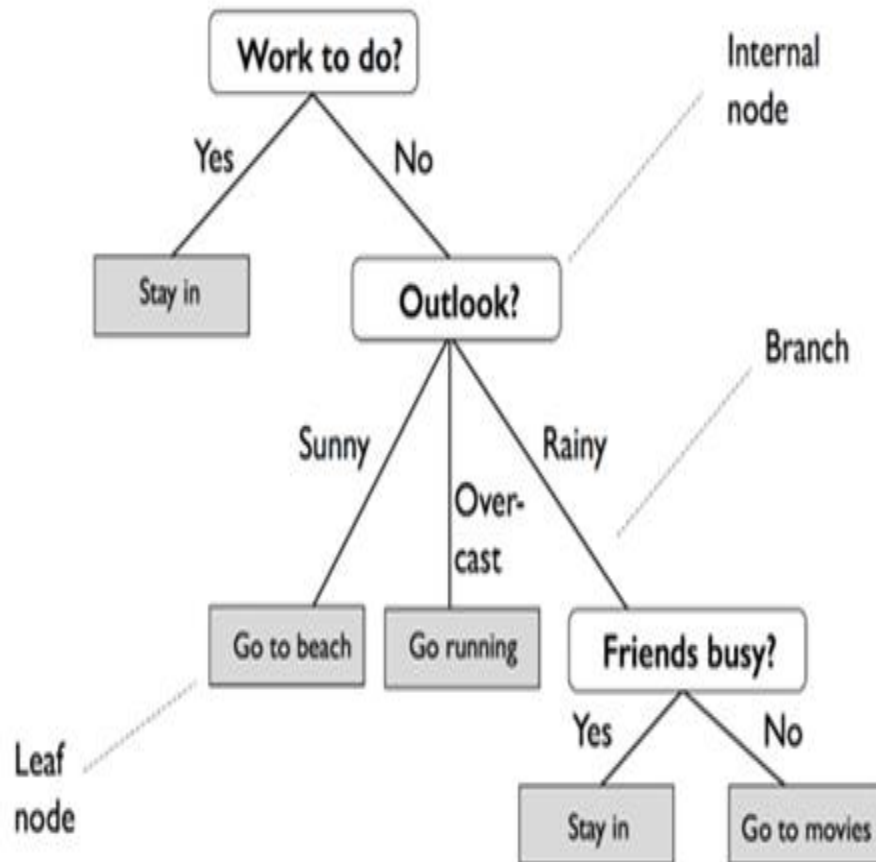 Work to do?
Internal
node
Yes
No
Stay in
Outlook?
Branch
Sunny
Rainy
Over-
cast
Go to beach
Go running
Friends busy?
Yes
No
Leaf
node
Stay in
Go to movies